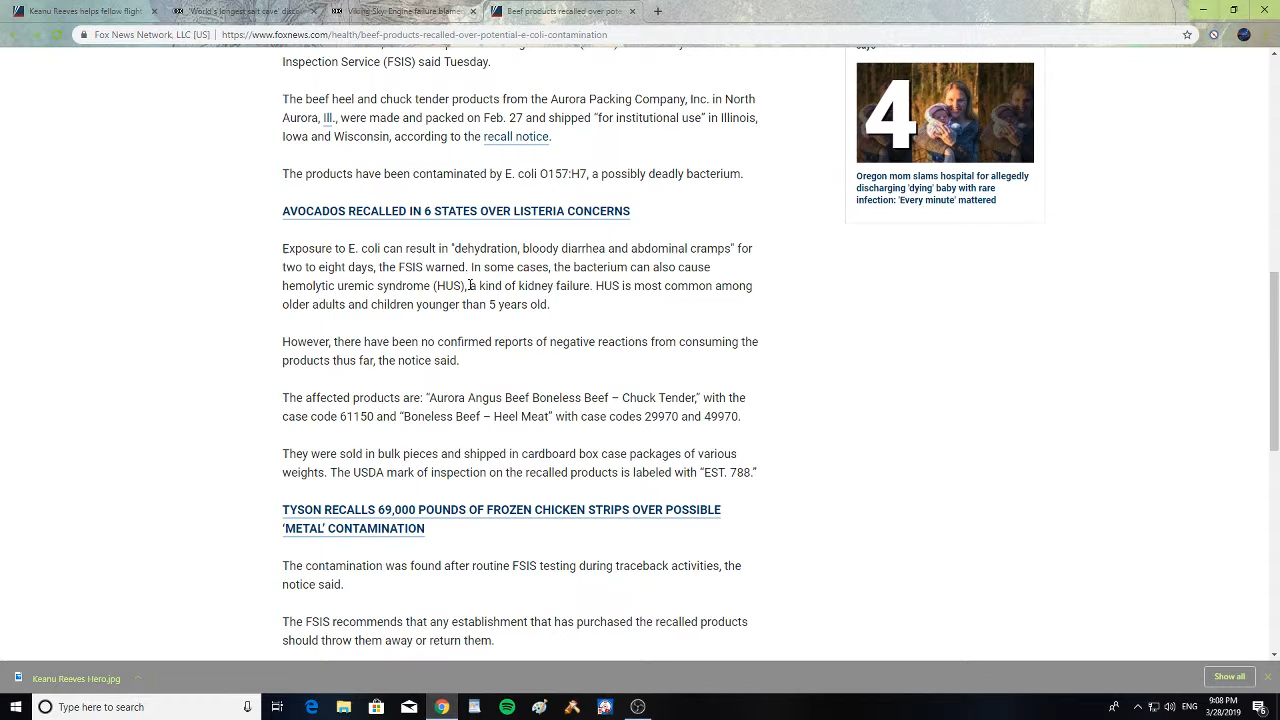 Keanu Reeves helped flight
'World's longest salt cave' disc
Viking Sky: Engine failure
Beef products recalled over pote
Fox News Network, LLC [US] | https://www.foxnews.com/health/beef-products-recalled-over-potential-e-coli-contamination
Inspection Service (FSIS) said Tuesday.
The beef heel and chuck tender products from the Aurora Packing Company, Inc. in North
Aurora, Ill., were made and packed on Feb. 27 and shipped “for institutional use” in Illinois,
Iowa and Wisconsin, according to the recall notice.
The products have been contaminated by E. coli O157:H7, a possibly deadly bacterium.
AVOCADOS RECALLED IN 6 STATES OVER LISTERIA CONCERNS
Exposure to E. coli can result in "dehydration, bloody diarrhea and abdominal cramps" for
two to eight days, the FSIS warned. In some cases, the bacterium can also cause
hemolytic uremic syndrome (HUS), a kind of kidney failure. HUS is most common among
older adults and children younger than 5 years old.
However, there have been no confirmed reports of negative reactions from consuming the
products thus far, the notice said.
The affected products are: “Aurora Angus Beef Boneless Beef – Chuck Tender,” with the
case code 61150 and “Boneless Beef – Heel Meat” with case codes 29970 and 49970.
They were sold in bulk pieces and shipped in cardboard box case packages of various
weights. The USDA mark of inspection on the recalled products is labeled with “EST. 788.”
TYSON RECALLS 69,000 POUNDS OF FROZEN CHICKEN STRIPS OVER POSSIBLE
‘METAL’ CONTAMINATION
The contamination was found after routine FSIS testing during traceback activities, the
notice said.
The FSIS recommends that any establishment that has purchased the recalled products
should throw them away or return them.
says
4
Oregon mom slams hospital for allegedly
discharging 'dying' baby with rare
infection: 'Every minute' mattered
Keanu Reeves Hero.jpg
Show all
Type here to search
ENG
9:08 PM
3/28/2019